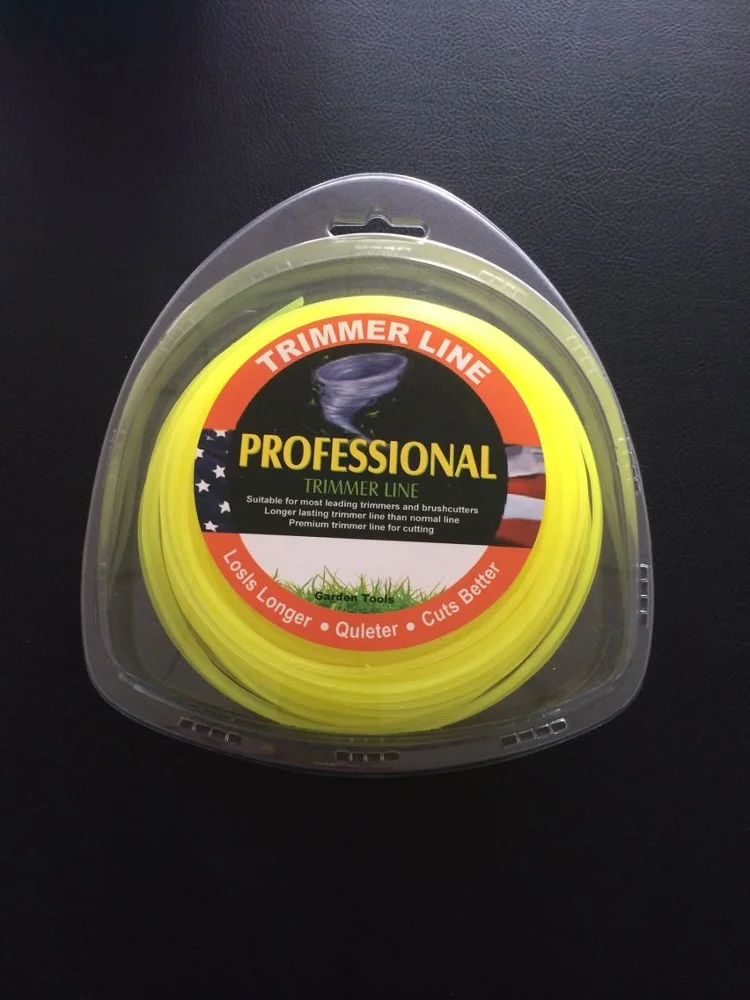 TRIMMER LINE
PROFESSIONAL
TRIMMER LINE
Suitable for most leading trimmers and brushcutters
Longer lasting trimmer line than normal line
Premium trimmer line for cutting
Garden Tools
Losls Longer • Quleter • Cuts Better